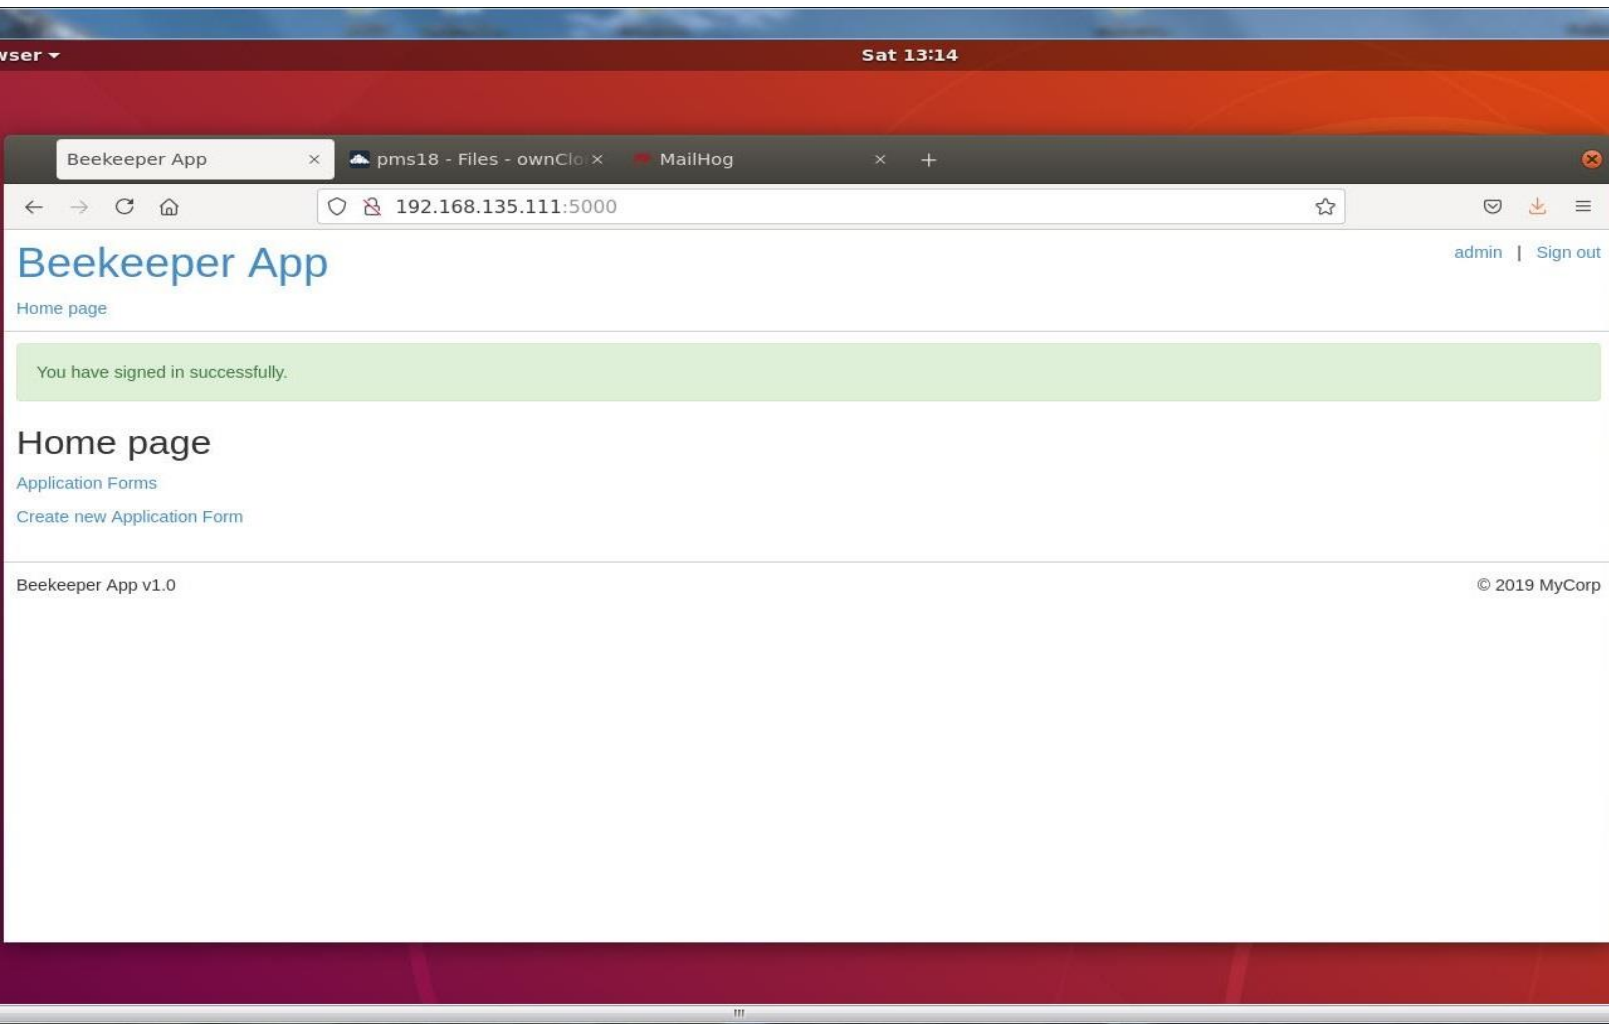 Sat 13:14
Beekeeper App
pms18 - Files - ownClo
MailHog
192.168.135.111:5000
Beekeeper App
admin | Sign out
Home page
You have signed in successfully.
Home page
Application Forms
Create new Application Form
Beekeeper App v1.0
© 2019 MyCorp